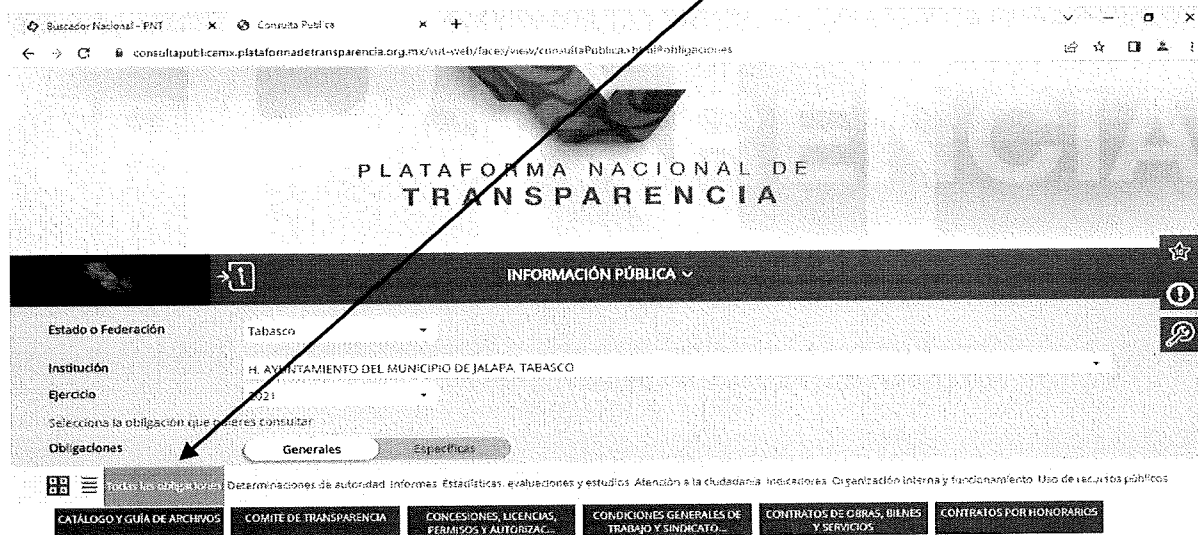 Buscador Nacional - PNT
Consulta Publica
consultapublicamx.plataformadetransparencia.org.mx/vut-web/faces/view/consultaPublica.xhtml#obligaciones
PLATAFORMA NACIONAL DE
TRANSPARENCIA
INFORMACIÓN PÚBLICA
Estado o Federación
Tabasco
Institución
H. AYUNTAMIENTO DEL MUNICIPIO DE JALAPA, TABASCO
Ejercicio
2021
Selecciona la obligación que quieres consultar
Obligaciones
Generales
Específicas
Todas las obligaciones Determinaciones de autoridad Informes Estadísticas, evaluaciones y estudios Atención a la ciudadanía Indicadores Organización interna y funcionamiento Uso de recursos públicos
CATÁLOGO Y GUÍA DE ARCHIVOS
COMITÉ DE TRANSPARENCIA
CONCESIONES, LICENCIAS,
PERMISOS Y AUTORIZAC...
CONDICIONES GENERALES DE
TRABAJO Y SINDICATO...
CONTRATOS DE OBRAS, BIENES
Y SERVICIOS
CONTRATOS POR HONORARIOS